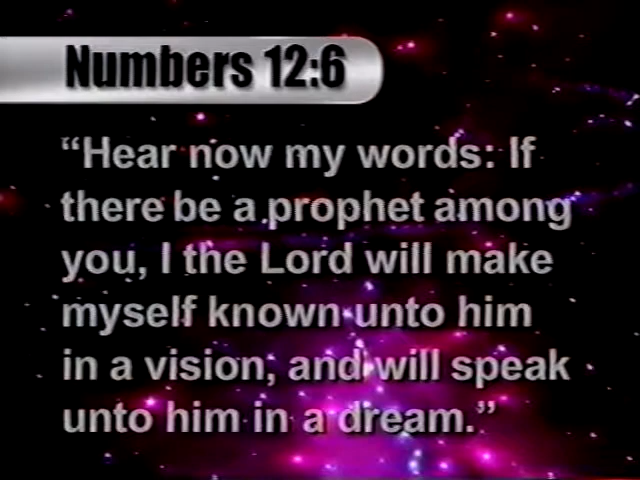 Numbers 12:6
“Hear now my words: If
there be a prophet among
you, I the Lord will make
myself known unto him
in a vision, and will speak
unto him in a dream.”